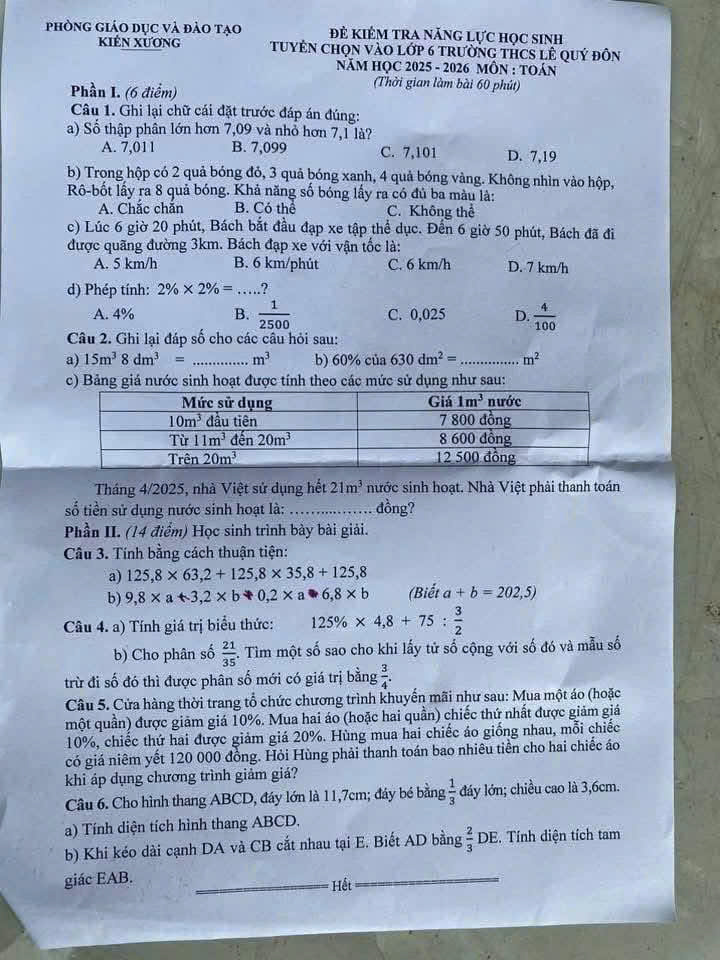 PHÒNG GIÁO DỤC VÀ ĐÀO TẠO
KIẾN XƯƠNG
ĐỀ KIỂM TRA NĂNG LỰC HỌC SINH
TUYỂN CHỌN VÀO LỚP 6 TRƯỜNG THCS LÊ QUÝ ĐÔN
NĂM HỌC 2025 - 2026 MÔN : TOÁN
(Thời gian làm bài 60 phút)
Phần I. (6 điểm)
Câu 1. Ghi lại chữ cái đặt trước đáp án đúng:
a) Số thập phân lớn hơn 7,09 và nhỏ hơn 7,1 là?
A. 7,011 B. 7,099 C. 7,101 D. 7,19
b) Trong hộp có 2 quả bóng đỏ, 3 quả bóng xanh, 4 quả bóng vàng. Không nhìn vào hộp,
Rô-bốt lấy ra 8 quả bóng. Khả năng số bóng lấy ra có đủ ba màu là:
A. Chắc chắn B. Có thể C. Không thể
c) Lúc 6 giờ 20 phút, Bách bắt đầu đạp xe tập thể dục. Đến 6 giờ 50 phút, Bách đã đi
được quãng đường 3km. Bách đạp xe với vận tốc là:
A. 5 km/h B. 6 km/phút C. 6 km/h D. 7 km/h
d) Phép tính: 2% × 2% = …..?
A. 4% B. 1/2500 C. 0,025 D. 4/100
Câu 2. Ghi lại đáp số cho các câu hỏi sau:
a) 15m³ 8 dm³ = .............. m³ b) 60% của 630 dm² = .............. m²
c) Bảng giá nước sinh hoạt được tính theo các mức sử dụng như sau:
Mức sử dụng Giá 1m³ nước
10m³ đầu tiên 7 800 đồng
Từ 11m³ đến 20m³ 8 600 đồng
Trên 20m³ 12 500 đồng
Tháng 4/2025, nhà Việt sử dụng hết 21m³ nước sinh hoạt. Nhà Việt phải thanh toán
số tiền sử dụng nước sinh hoạt là: .................... đồng?
Phần II. (14 điểm) Học sinh trình bày bài giải.
Câu 3. Tính bằng cách thuận tiện:
a) 125,8 × 63,2 + 125,8 × 35,8 + 125,8
b) 9,8 × a + 3,2 × b + 0,2 × a + 6,8 × b (Biết a + b = 202,5)
Câu 4. a) Tính giá trị biểu thức: 125% × 4,8 + 75 : 3/2
b) Cho phân số 21/35. Tìm một số sao cho khi lấy tử số cộng với số đó và mẫu số
trừ đi số đó thì được phân số mới có giá trị bằng 3/4.
Câu 5. Cửa hàng thời trang tổ chức chương trình khuyến mãi như sau: Mua một áo (hoặc
một quần) được giảm giá 10%. Mua hai áo (hoặc hai quần) chiếc thứ nhất được giảm giá
10%, chiếc thứ hai được giảm giá 20%. Hùng mua hai chiếc áo giống nhau, mỗi chiếc
có giá niêm yết 120 000 đồng. Hỏi Hùng phải thanh toán bao nhiêu tiền cho hai chiếc áo
khi áp dụng chương trình giảm giá?
Câu 6. Cho hình thang ABCD, đáy lớn là 11,7cm; đáy bé bằng 1/3 đáy lớn; chiều cao là 3,6cm.
a) Tính diện tích hình thang ABCD.
b) Khi kéo dài cạnh DA và CB cắt nhau tại E. Biết AD bằng 2/3 DE. Tính diện tích tam
giác EAB.
Hết